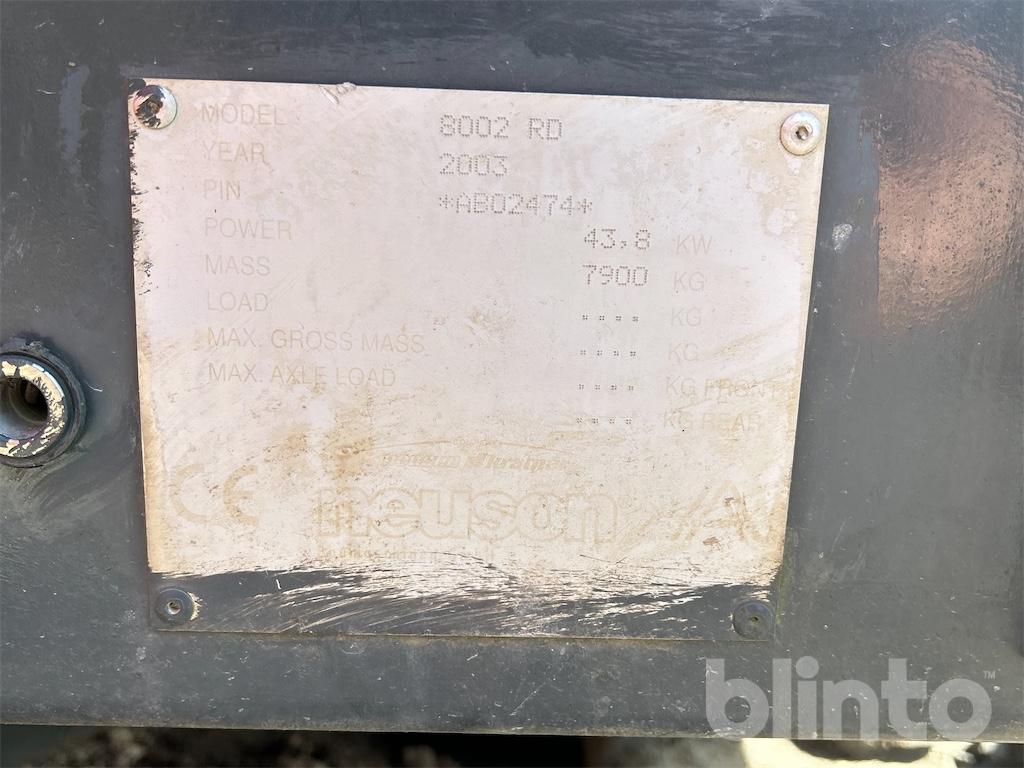 MODEL 8002 RD
YEAR 2003
PIN *AB02474*
POWER 43,8 KW
MASS 7900 KG
LOAD KG
MAX. GROSS MASS KG
MAX. AXLE LOAD KG FRONT
KG REAR
CE neuson
blinto™